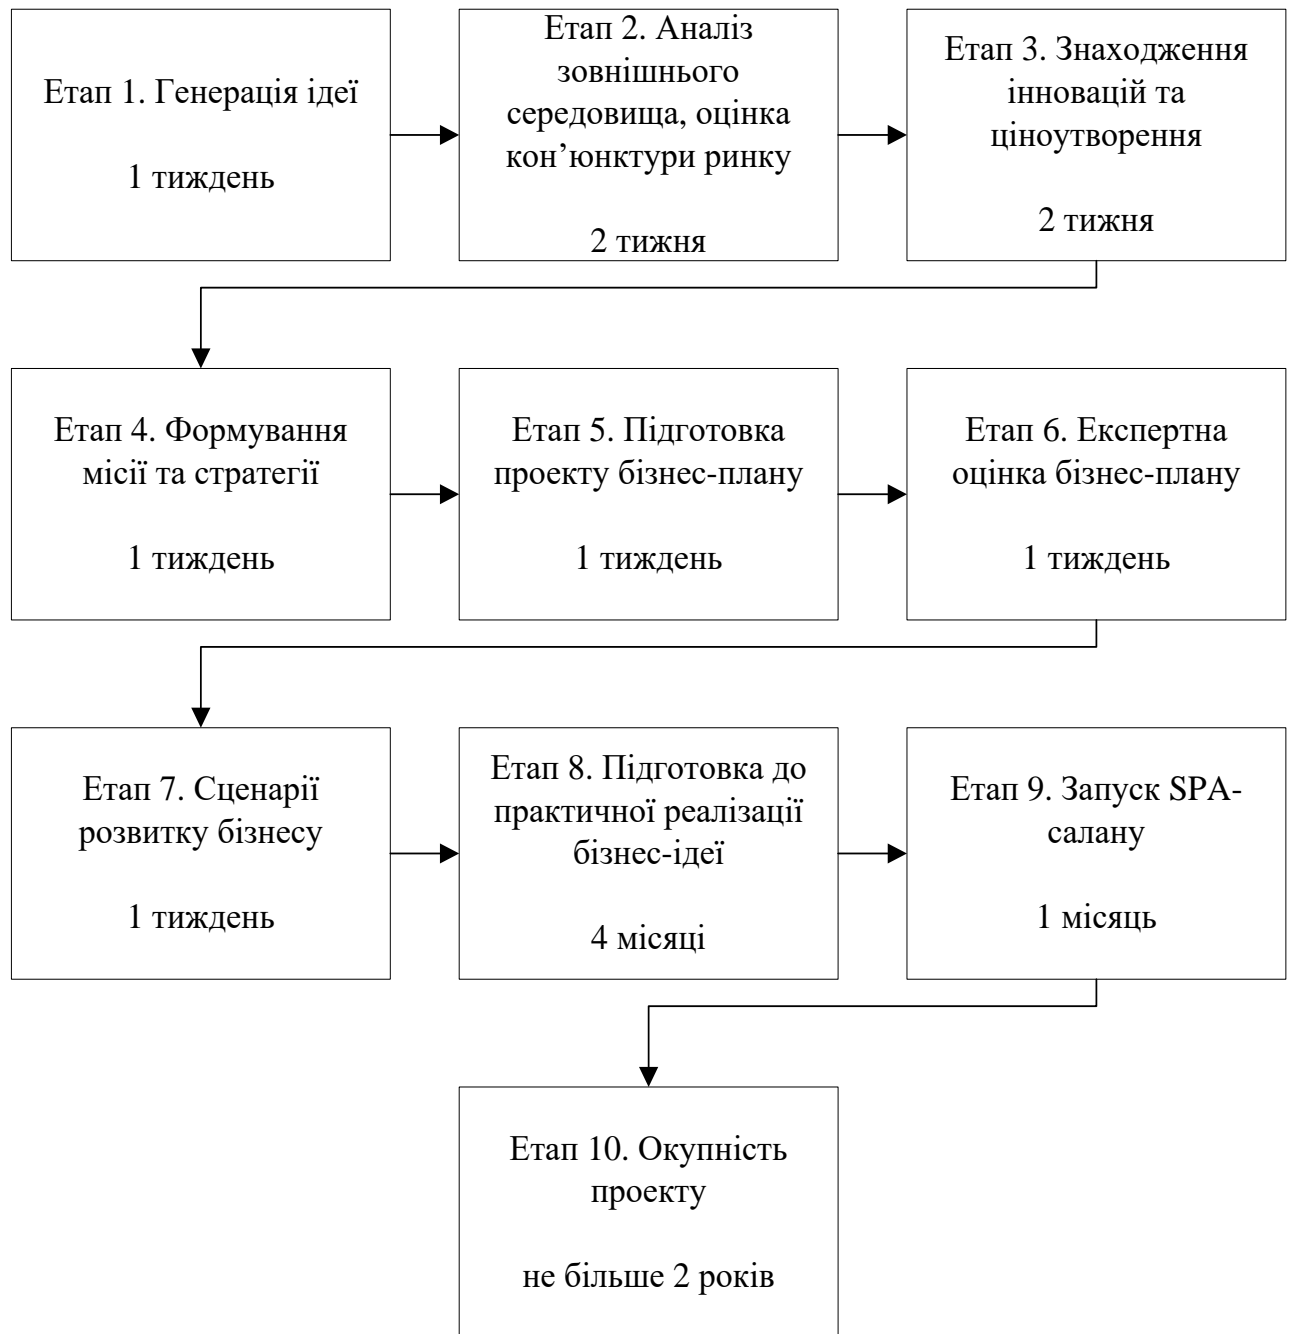 Етап 1. Генерація ідеї
1 тиждень
Етап 2. Аналіз
зовнішнього
середовища, оцінка
кон’юнктури ринку
2 тижня
Етап 3. Знаходження
інновацій та
ціноутворення
2 тижня
Етап 4. Формування
місії та стратегії
1 тиждень
Етап 5. Підготовка
проекту бізнес-плану
1 тиждень
Етап 6. Експертна
оцінка бізнес-плану
1 тиждень
Етап 7. Сценарії
розвитку бізнесу
1 тиждень
Етап 8. Підготовка до
практичної реалізації
бізнес-ідеї
4 місяці
Етап 9. Запуск SPA-
салану
1 місяць
Етап 10. Окупність
проекту
не більше 2 років